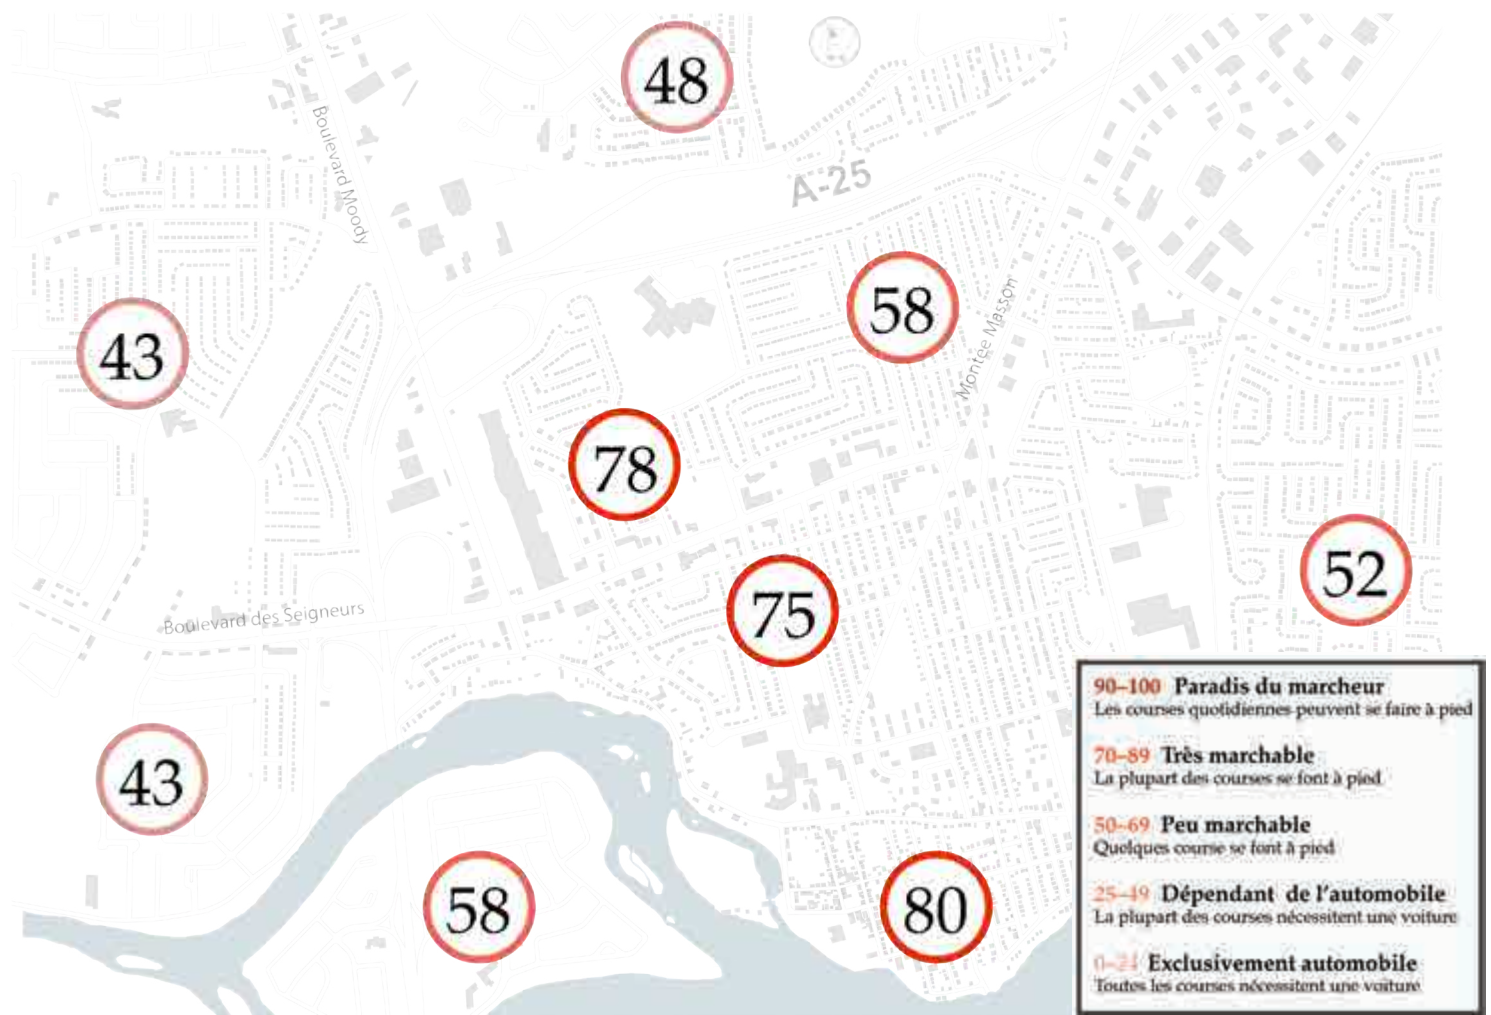 48
A-25
Boulevard Moody
58
Montée Masson
43
78
52
75
Boulevard des Seigneurs
43
58
80
90–100 Paradis du marcheur
Les courses quotidiennes peuvent se faire à pied
70–89 Très marchable
La plupart des courses se font à pied
50–69 Peu marchable
Quelques course se font à pied
25–49 Dépendant de l'automobile
La plupart des courses nécessitent une voiture
0–24 Exclusivement automobile
Toutes les courses nécessitent une voiture